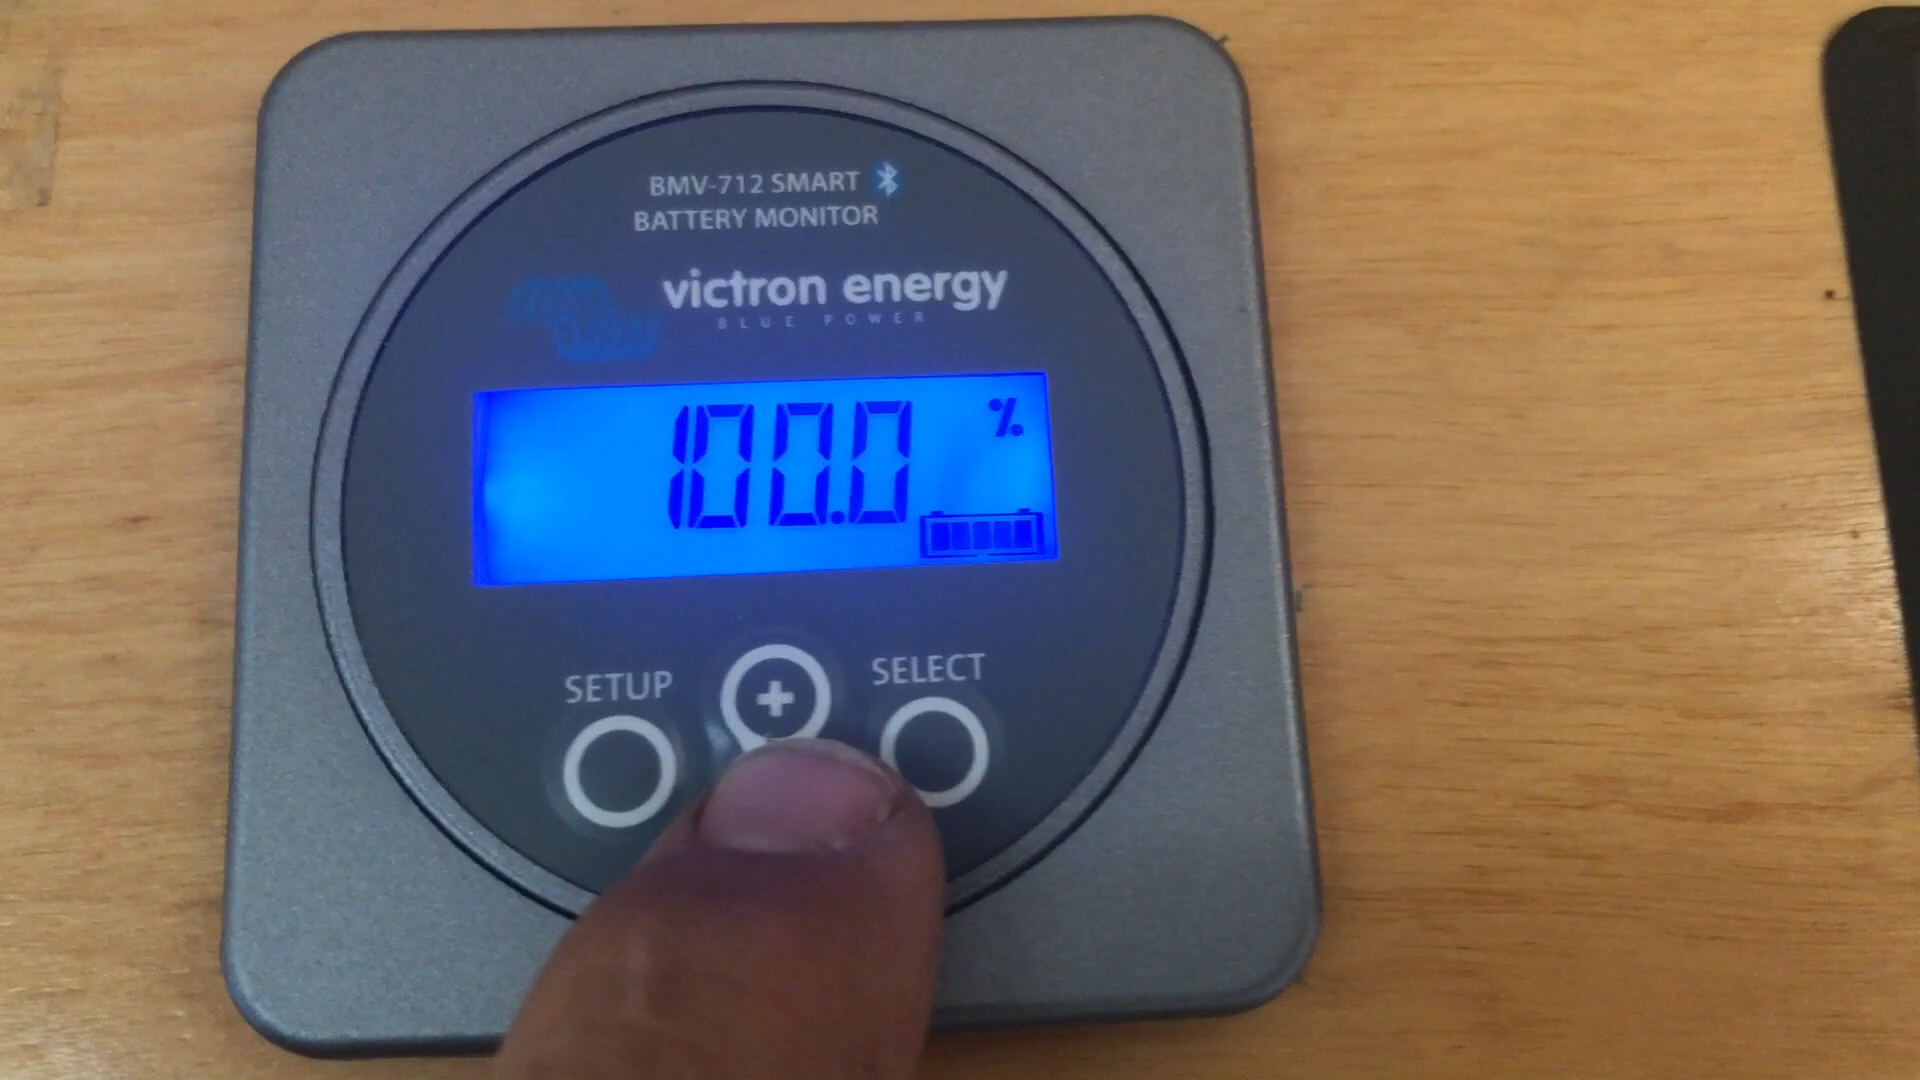 BMV-712 SMART
BATTERY MONITOR
victron energy
BLUE POWER
100.0 %
SETUP
+
SELECT